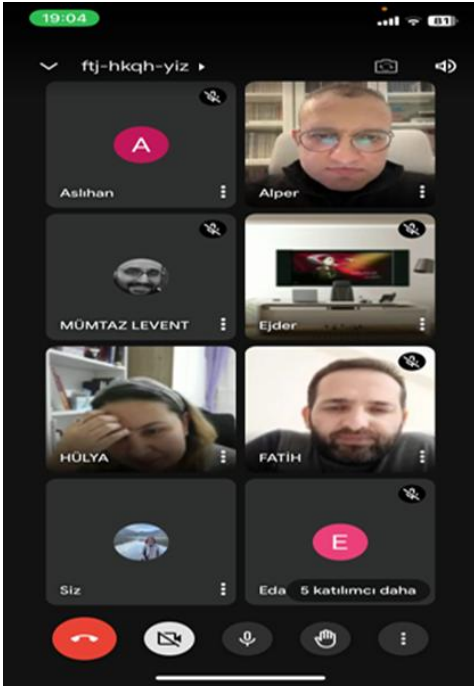 19:04
81
ftj-hkqh-yiz
A
Aslıhan
Alper
MÜMTAZ LEVENT
Ejder
HÜLYA
FATİH
Siz
E
Eda
5 katılımcı daha